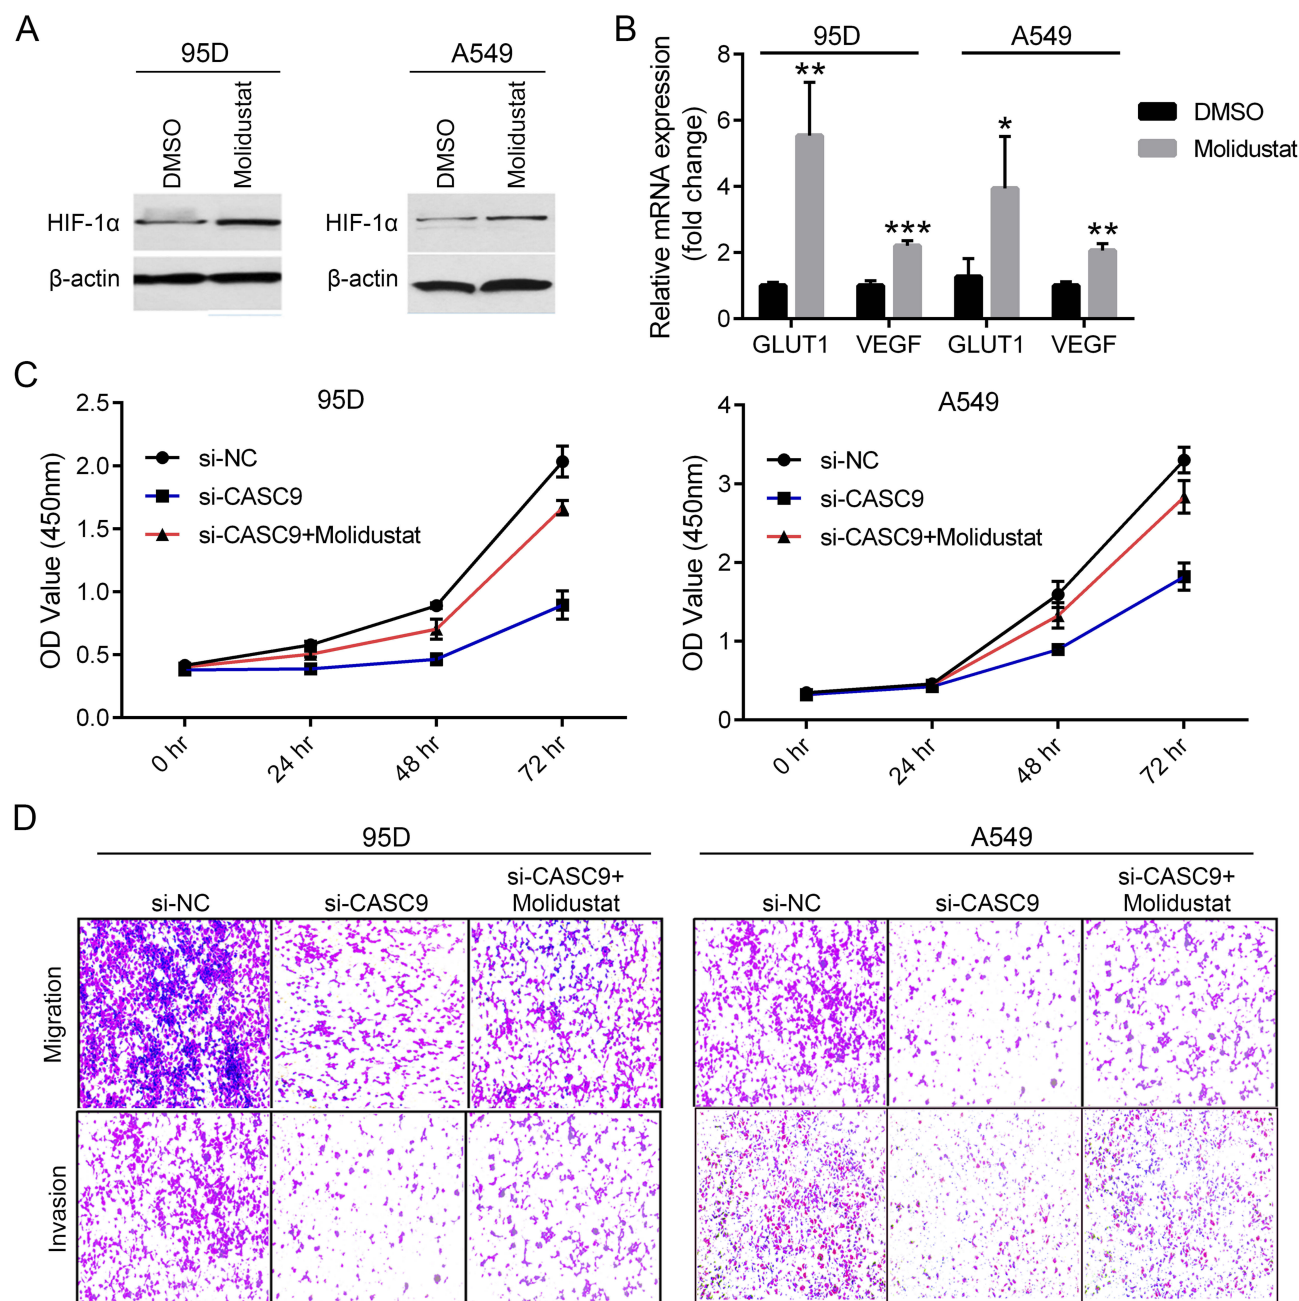 A
95D
A549
DMSO
Molidustat
DMSO
Molidustat
HIF-1α
HIF-1α
β-actin
β-actin
B
95D
A549
Relative mRNA expression
(fold change)
8
6
4
2
0
**
***
*
**
GLUT1
VEGF
GLUT1
VEGF
DMSO
Molidustat
C
95D
OD Value (450nm)
2.5
2.0
1.5
1.0
0.5
0.0
si-NC
si-CASC9
si-CASC9+Molidustat
0 hr
24 hr
48 hr
72 hr
A549
OD Value (450nm)
4
3
2
1
0
si-NC
si-CASC9
si-CASC9+Molidustat
0 hr
24 hr
48 hr
72 hr
D
95D
A549
si-NC
si-CASC9
si-CASC9+
Molidustat
si-NC
si-CASC9
si-CASC9+
Molidustat
Migration
Invasion